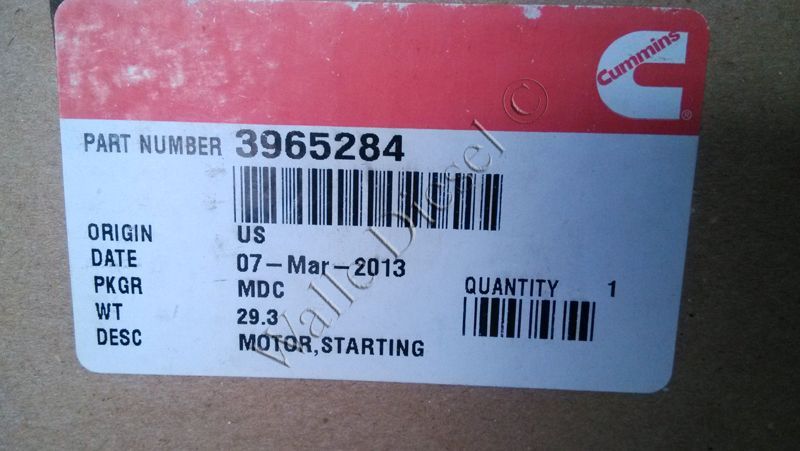 Cummins
®
PART NUMBER 3965284
ORIGIN US
DATE 07-Mar-2013
PKGR MDC
QUANTITY 1
WT 29.3
DESC MOTOR,STARTING
Walle Diesel ©